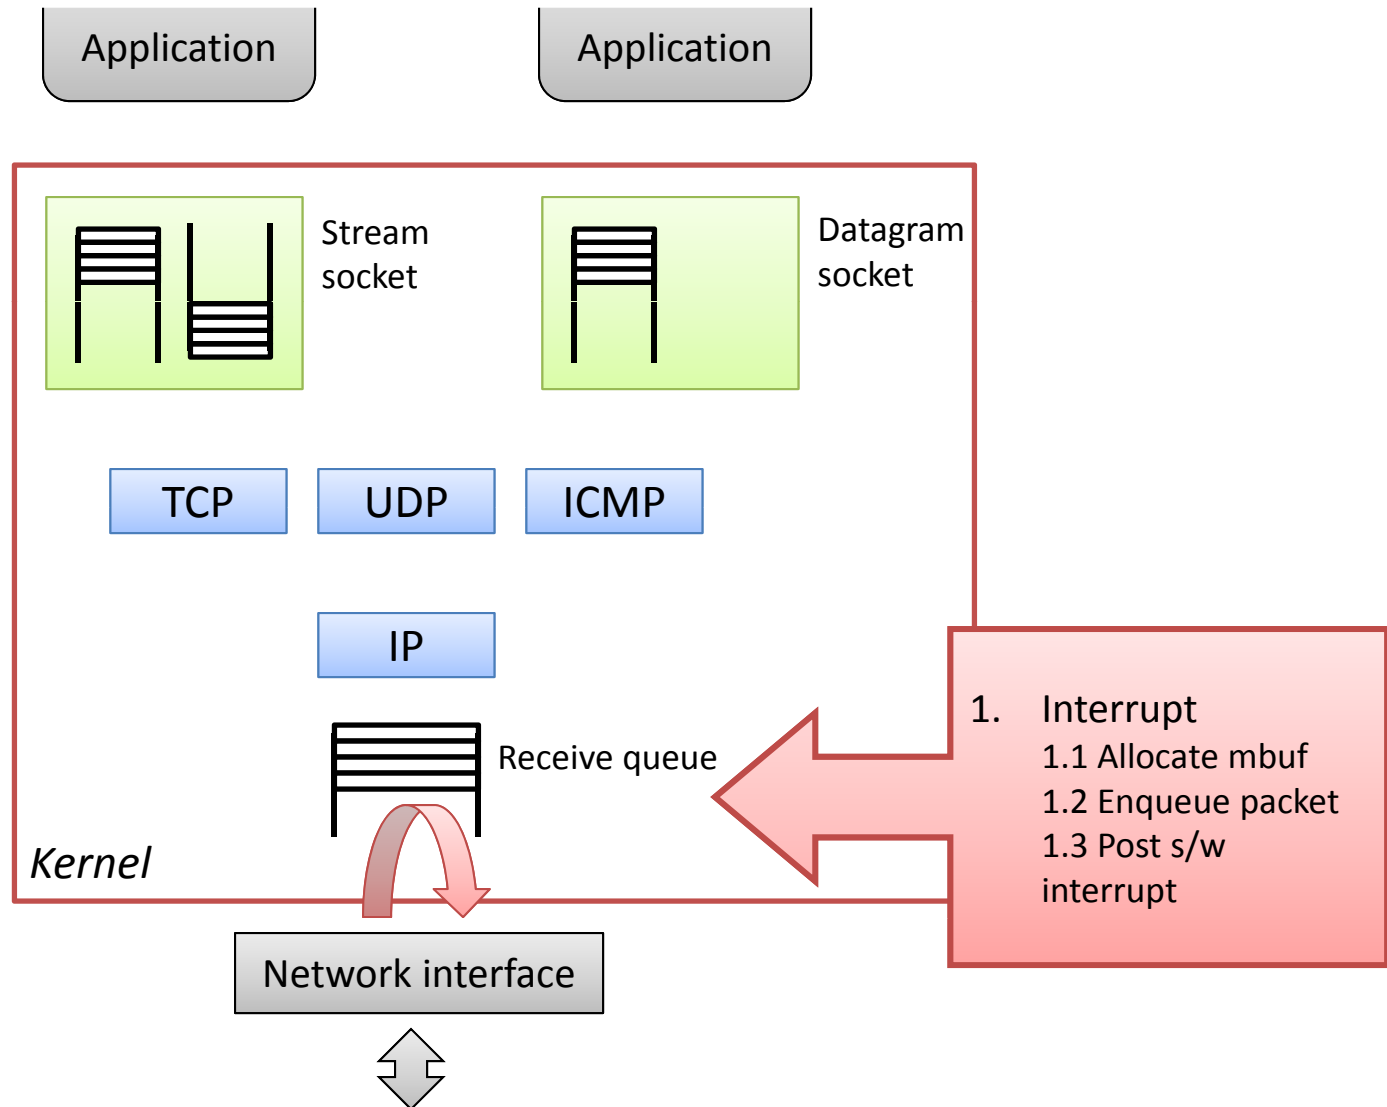 Application
Application
Stream
socket
Datagram
socket
TCP
UDP
ICMP
IP
Receive queue
1. Interrupt
1.1 Allocate mbuf
1.2 Enqueue packet
1.3 Post s/w
interrupt
Kernel
Network interface